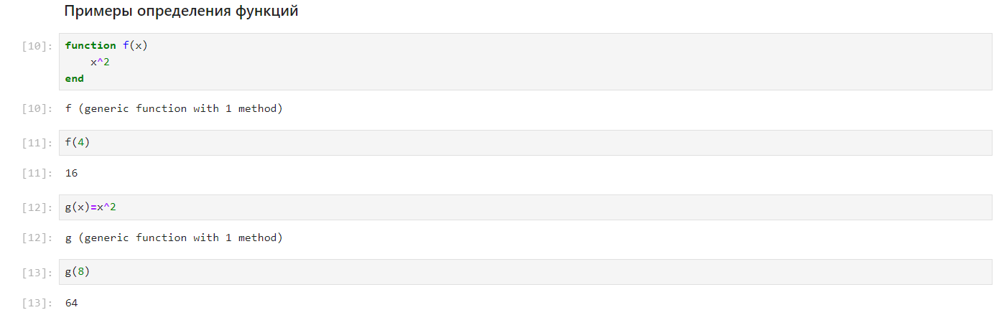 Примеры определения функций
[10]: function f(x)
    x^2
end
[10]: f (generic function with 1 method)
[11]: f(4)
[11]: 16
[12]: g(x)=x^2
[12]: g (generic function with 1 method)
[13]: g(8)
[13]: 64